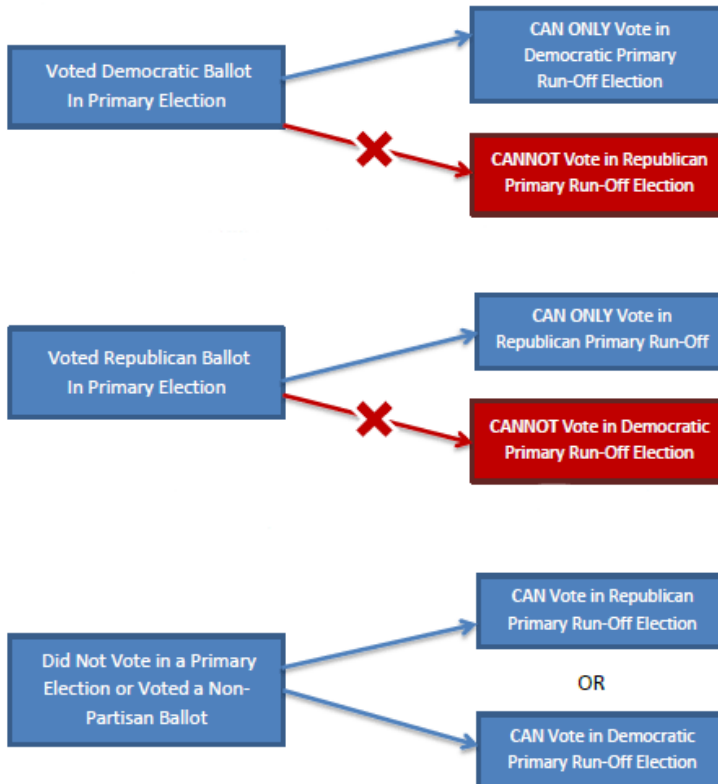 Voted Democratic Ballot
In Primary Election
CAN ONLY Vote in
Democratic Primary
Run-Off Election
CANNOT Vote in Republican
Primary Run-Off Election
Voted Republican Ballot
In Primary Election
CAN ONLY Vote in
Republican Primary Run-Off
CANNOT Vote in Democratic
Primary Run-Off Election
Did Not Vote in a Primary
Election or Voted a Non-
Partisan Ballot
CAN Vote in Republican
Primary Run-Off Election
OR
CAN Vote in Democratic
Primary Run-Off Election